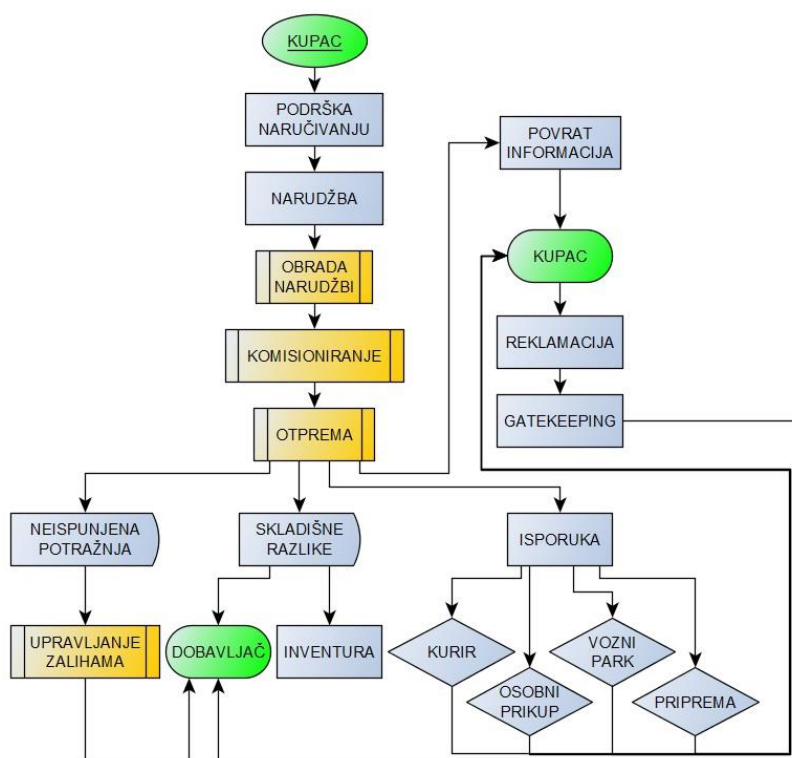 KUPAC
PODRŠKA
NARUČIVANJU
NARUDŽBA
OBRADA
NARUDŽBI
KOMISIONIRANJE
OTPREMA
POVRAT
INFORMACIJA
KUPAC
REKLAMACIJA
GATEKEEPING
NEISPUNJENA
POTRAŽNJA
SKLADIŠNE
RAZLIKE
ISPORUKA
UPRAVLJANJE
ZALIHAMA
DOBAVLJAČ
INVENTURA
KURIR
OSOBNI
PRIKUP
VOZNI
PARK
PRIPREMA